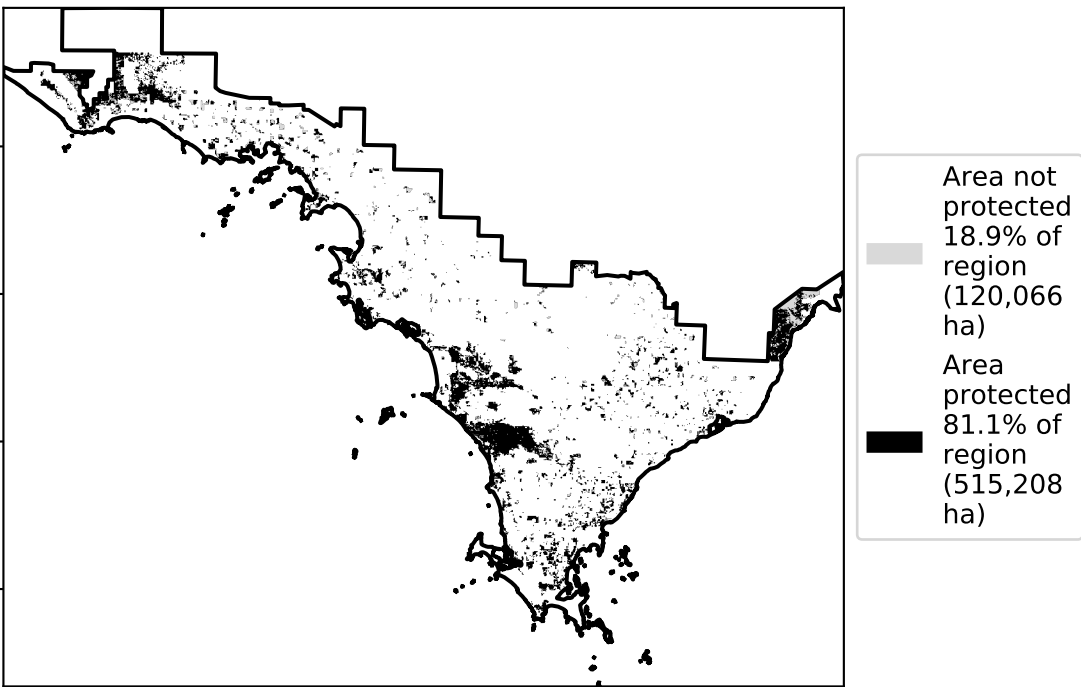 Area not
protected
18.9% of
region
(120,066
ha)
Area
protected
81.1% of
region
(515,208
ha)